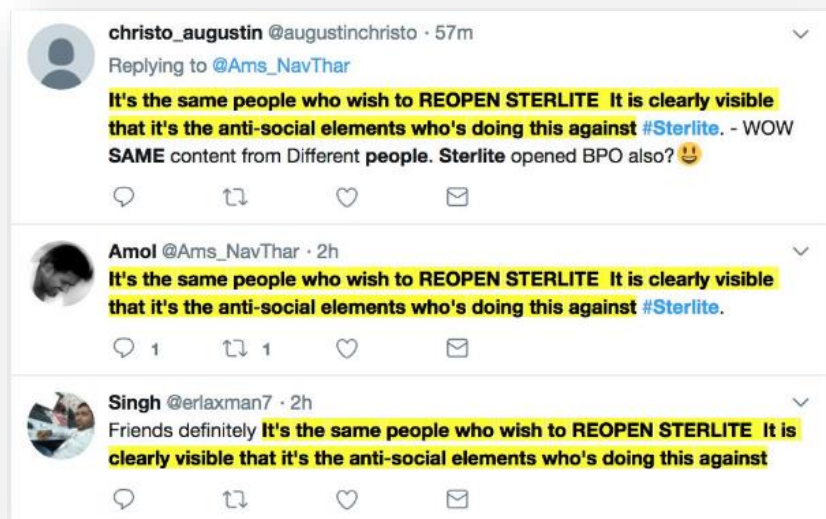 christo_augustin @augustinchristo · 57m
Replying to @Ams_NavThar
It's the same people who wish to REOPEN STERLITE It is clearly visible
that it's the anti-social elements who's doing this against #Sterlite. - WOW
SAME content from Different people. Sterlite opened BPO also? 😃
Amol @Ams_NavThar · 2h
It's the same people who wish to REOPEN STERLITE It is clearly visible
that it's the anti-social elements who's doing this against #Sterlite.
1 1
Singh @erlaxman7 · 2h
Friends definitely It's the same people who wish to REOPEN STERLITE It is
clearly visible that it's the anti-social elements who's doing this against